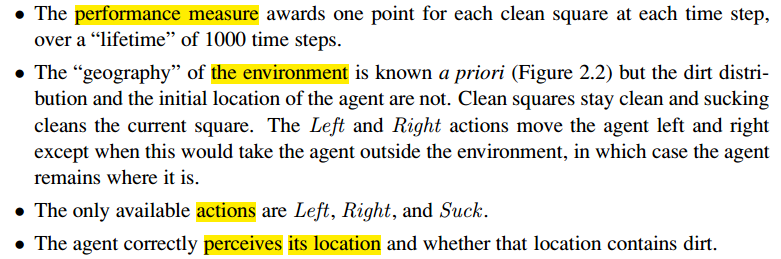 • The performance measure awards one point for each clean square at each time step,
over a “lifetime” of 1000 time steps.
• The “geography” of the environment is known a priori (Figure 2.2) but the dirt distri-
bution and the initial location of the agent are not. Clean squares stay clean and sucking
cleans the current square. The Left and Right actions move the agent left and right
except when this would take the agent outside the environment, in which case the agent
remains where it is.
• The only available actions are Left, Right, and Suck.
• The agent correctly perceives its location and whether that location contains dirt.